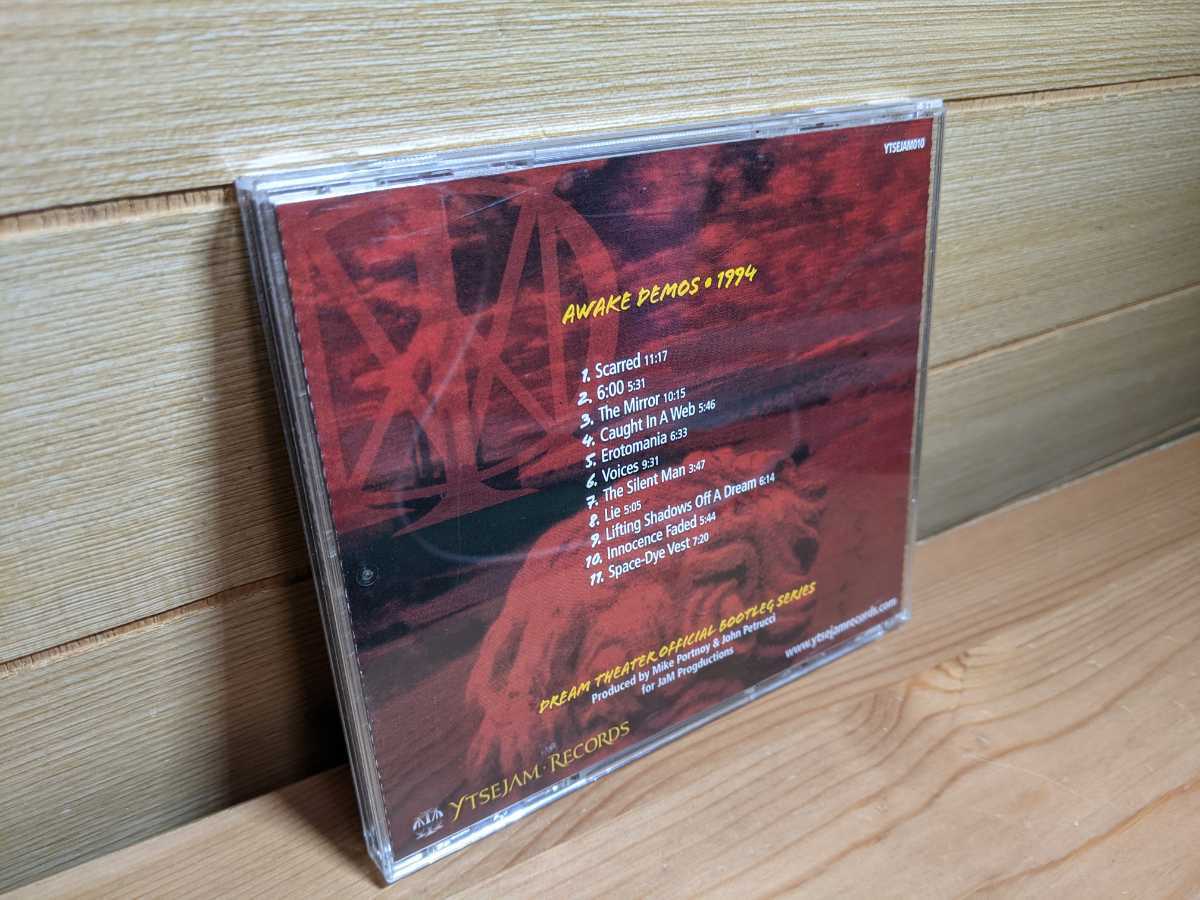 YTSEJAM010
AWAKE DEMOS • 1994
1. Scarred 11:17
2. 6:00 5:31
3. The Mirror 10:15
4. Caught In A Web 5:46
5. Erotomania 6:33
6. Voices 9:31
7. The Silent Man 3:47
8. Lie 5:05
9. Lifting Shadows Off A Dream 6:14
10. Innocence Faded 5:44
11. Space-Dye Vest 7:20
DREAM THEATER OFFICIAL BOOTLEG SERIES
Produced by Mike Portnoy & John Petrucci
for JaM Progductions
www.ytsejamrecords.com
YTSEJAM · RECORDS